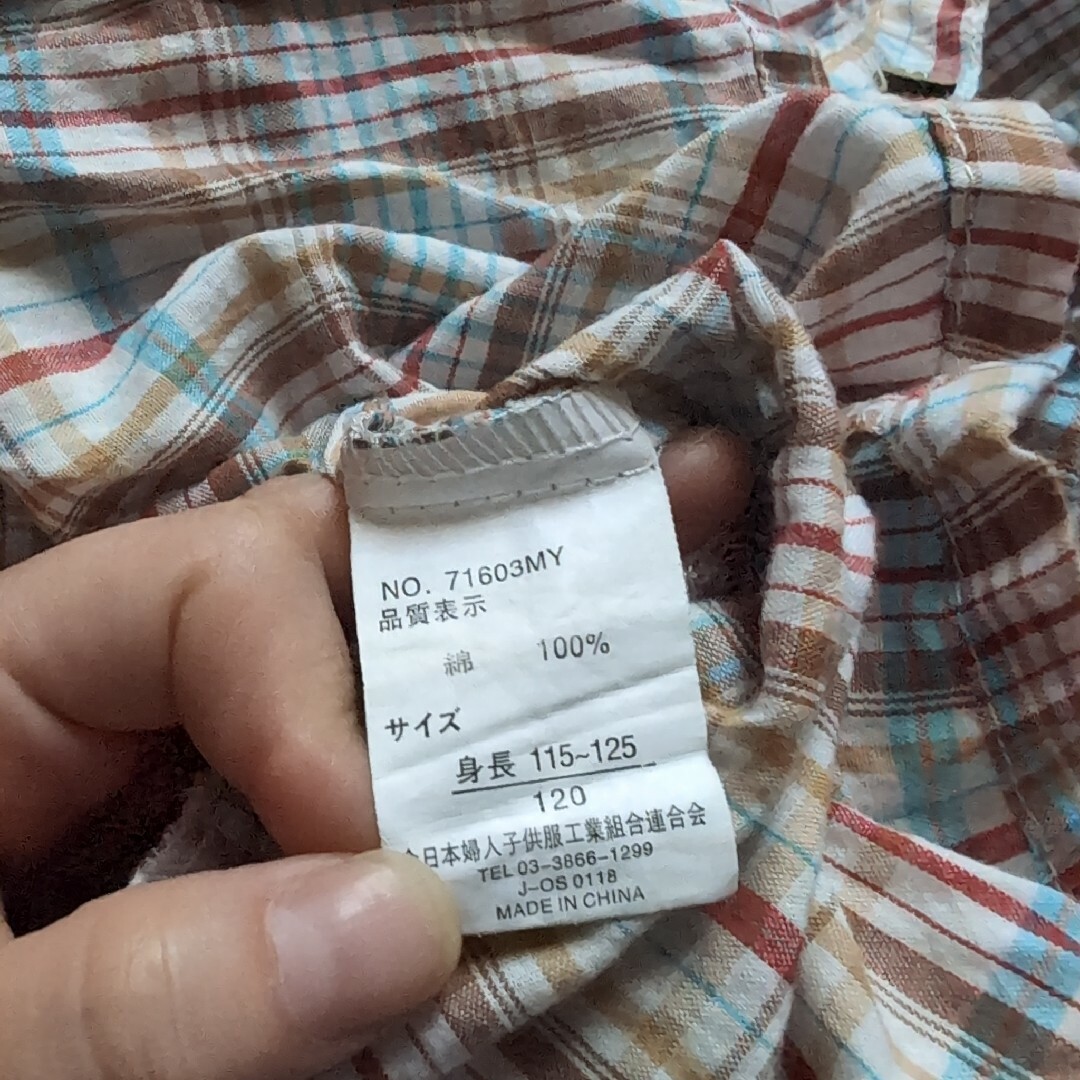 NO. 71603MY
品質表示
綿 100%
サイズ
身長 115~125
120
全日本婦人子供服工業組合連合会
TEL 03-3866-1299
J-OS 0118
MADE IN CHINA